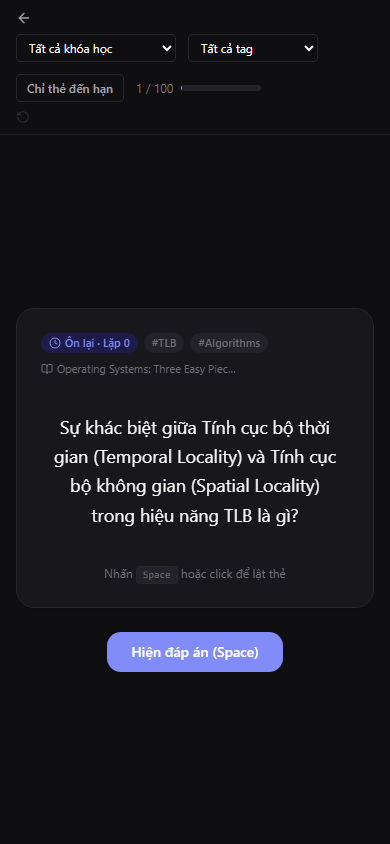 Tất cả khóa học
Tất cả tag
Chỉ thẻ đến hạn
1 / 100
Ôn lại · Lặp 0
#TLB
#Algorithms
Operating Systems: Three Easy Piec...
Sự khác biệt giữa Tính cục bộ thời
gian (Temporal Locality) và Tính cục
bộ không gian (Spatial Locality)
trong hiệu năng TLB là gì?
Nhấn Space hoặc click để lật thẻ
Hiện đáp án (Space)